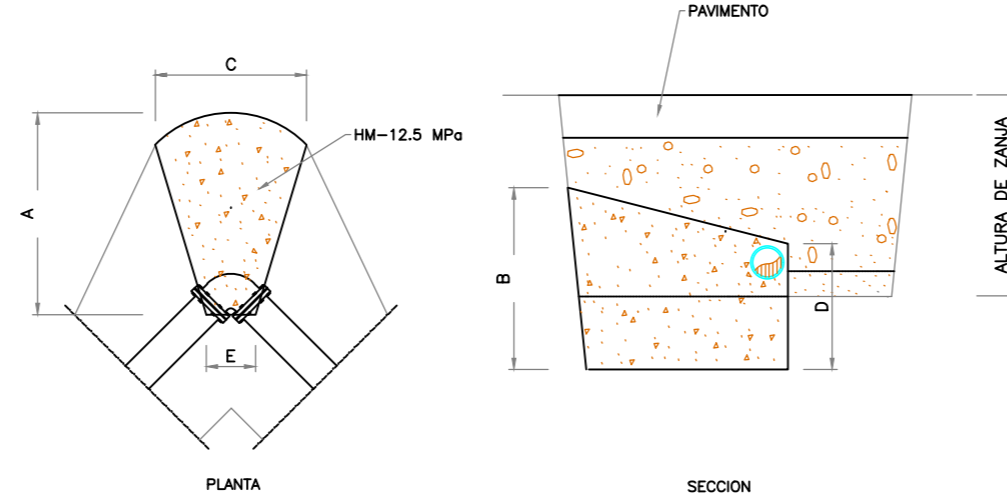 PAVIMENTO
C
HM-12.5 MPa
A
E
B
D
ALTURA DE ZANJA
PLANTA
SECCION